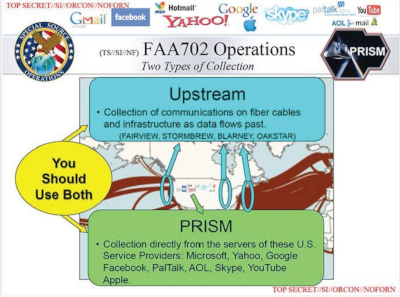 TOP SECRET//SI//ORCON//NOFORN
Gmail facebook Hotmail Google skype paltalk YouTube
YAHOO! AOL mail
SPECIAL SOURCE OPERATIONS
(TS//SI//NF) FAA702 Operations
Two Types of Collection
PRISM
Upstream
• Collection of communications on fiber cables
and infrastructure as data flows past.
(FAIRVIEW, STORMBREW, BLARNEY, OAKSTAR)
You
Should
Use Both
PRISM
• Collection directly from the servers of these U.S.
Service Providers: Microsoft, Yahoo, Google
Facebook, PalTalk, AOL, Skype, YouTube
Apple.
TOP SECRET//SI//ORCON//NOFORN